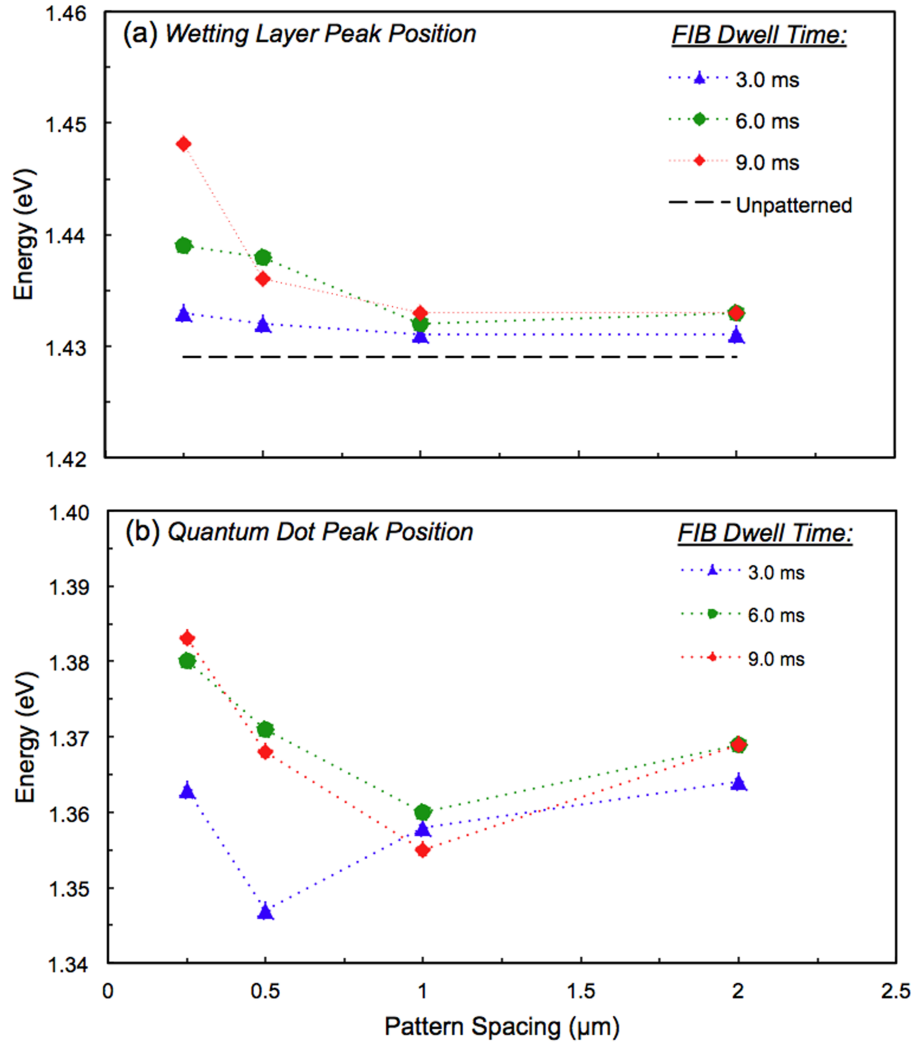 (a) Wetting Layer Peak Position
FIB Dwell Time:
3.0 ms
6.0 ms
9.0 ms
Unpatterned
Energy (eV)
1.46
1.45
1.44
1.43
1.42
(b) Quantum Dot Peak Position
FIB Dwell Time:
3.0 ms
6.0 ms
9.0 ms
Energy (eV)
1.40
1.39
1.38
1.37
1.36
1.35
1.34
0
0.5
1
1.5
2
2.5
Pattern Spacing (µm)